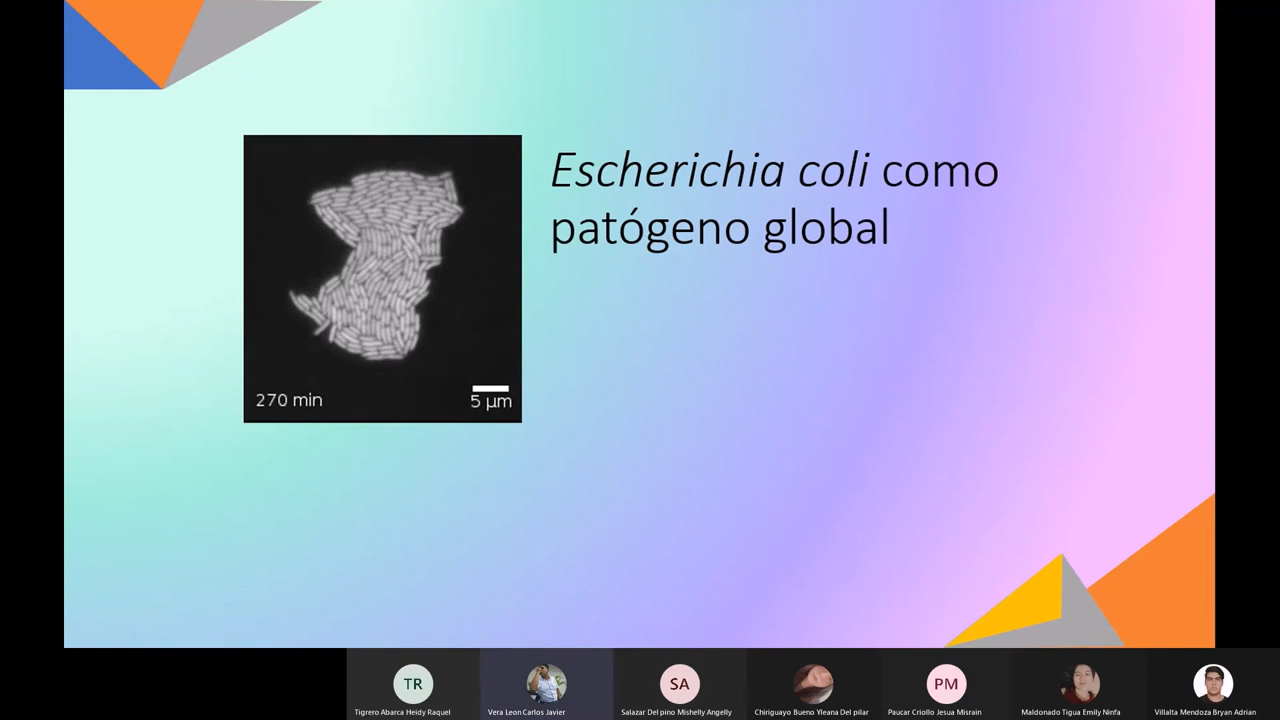 Escherichia coli como
patógeno global
270 min
5 µm
TR
SA
PM
Tigrero Abarca Heidy Raquel
Vera Leon Carlos Javier
Salazar Del pino Mishelly Angelly
Chiriguayo Bueno Yleana Del pilar
Paucar Criollo Jesua Misrain
Maldonado Tigua Emily Ninfa
Villalta Mendoza Bryan Adrian